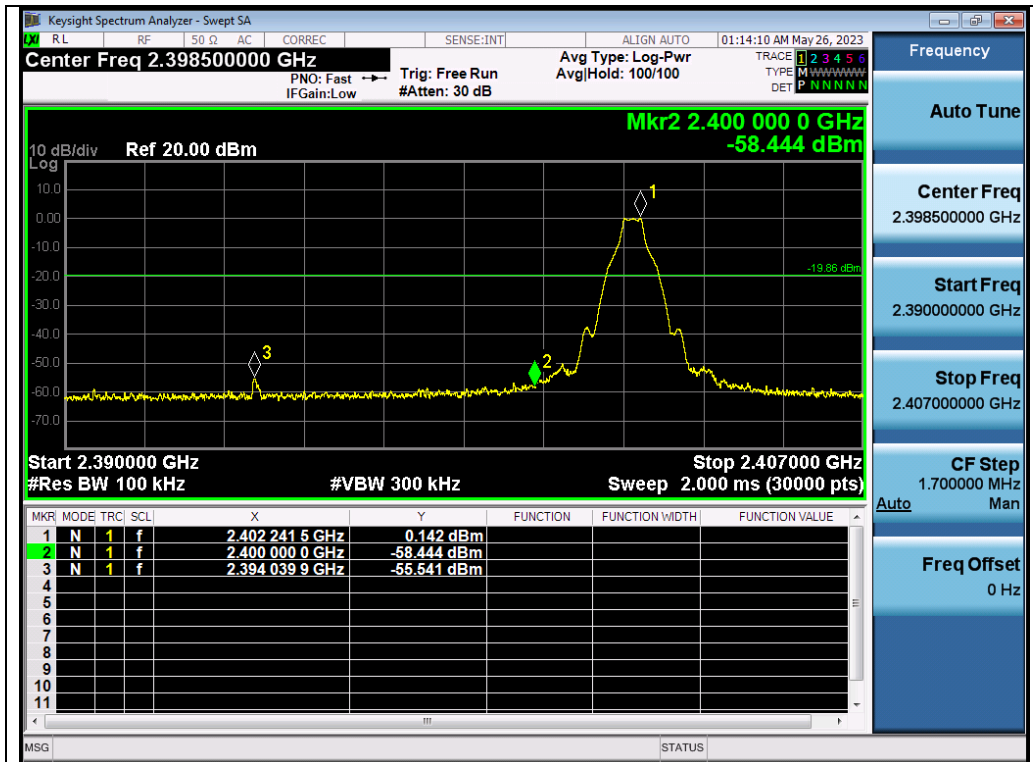 Keysight Spectrum Analyzer - Swept SA
LXI RL RF 50 Ω AC CORREC SENSE:INT ALIGN AUTO 01:14:10 AM May 26, 2023
Center Freq 2.398500000 GHz
PNO: Fast
IFGain:Low
Trig: Free Run
#Atten: 30 dB
Avg Type: Log-Pwr
Avg|Hold: 100/100
TRACE 1 2 3 4 5 6
TYPE M WWWWW
DET P N N N N N
Mkr2 2.400 000 0 GHz
-58.444 dBm
10 dB/div Ref 20.00 dBm
Log
10.0
0.00
-10.0
-20.0
-30.0
-40.0
-50.0
-60.0
-70.0
1
-19.86 dBm
3
2
Start 2.390000 GHz Stop 2.407000 GHz
#Res BW 100 kHz #VBW 300 kHz Sweep 2.000 ms (30000 pts)
MKR MODE TRC SCL X Y FUNCTION FUNCTION WIDTH FUNCTION VALUE
1 N 1 f 2.402 241 5 GHz 0.142 dBm
2 N 1 f 2.400 000 0 GHz -58.444 dBm
3 N 1 f 2.394 039 9 GHz -55.541 dBm
4
5
6
7
8
9
10
11
MSG STATUS
Frequency
Auto Tune
Center Freq
2.398500000 GHz
Start Freq
2.390000000 GHz
Stop Freq
2.407000000 GHz
CF Step
1.700000 MHz
Auto Man
Freq Offset
0 Hz